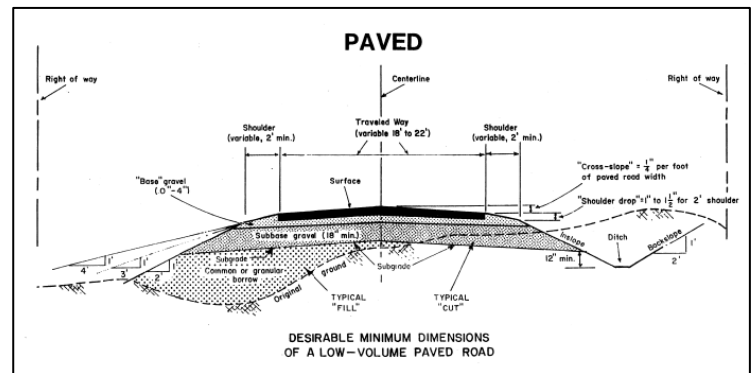 PAVED
Right of way
Centerline
Right of way
Shoulder
(variable, 2' min.)
Traveled Way
(variable 18' to 22')
Shoulder
(variable, 2' min.)
"Cross-slope" = 1/4" per foot
of paved road width
"Base" gravel
(.0"-4")
Surface
"Shoulder drop"=1" to 1 1/2" for 2' shoulder
Subbase gravel (18" min.)
Inslope
Ditch
Backslope
1'
2'
4'
1'
3'
1'
2'
1'
Subgrade
Common or granular
borrow
Subgrade
12" min.
Original ground
TYPICAL
"FILL"
TYPICAL
"CUT"
DESIRABLE MINIMUM DIMENSIONS
OF A LOW-VOLUME PAVED ROAD